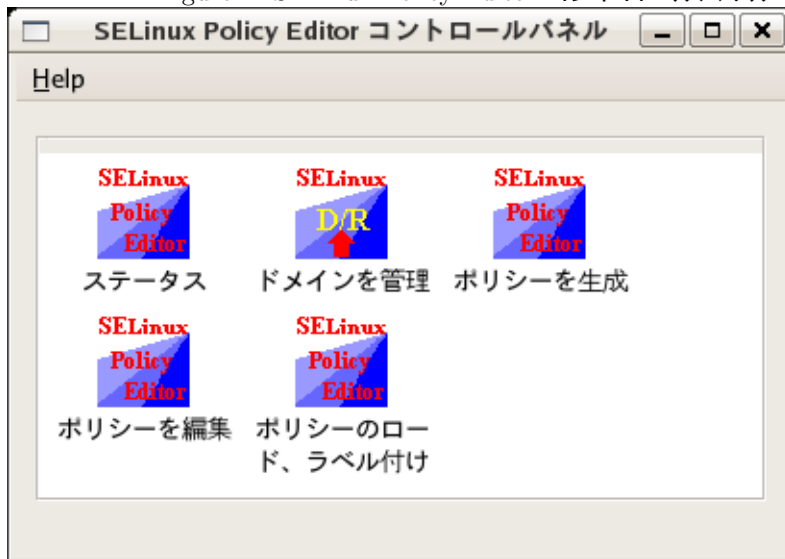 SELinux Policy Editor コントロールパネル
Help
SELinux
Policy
Editor
ステータス
SELinux
D/R
ドメインを管理
SELinux
Policy
Editor
ポリシーを生成
SELinux
Policy
Editor
ポリシーを編集
SELinux
Policy
Editor
ポリシーのロー
ド、ラベル付け